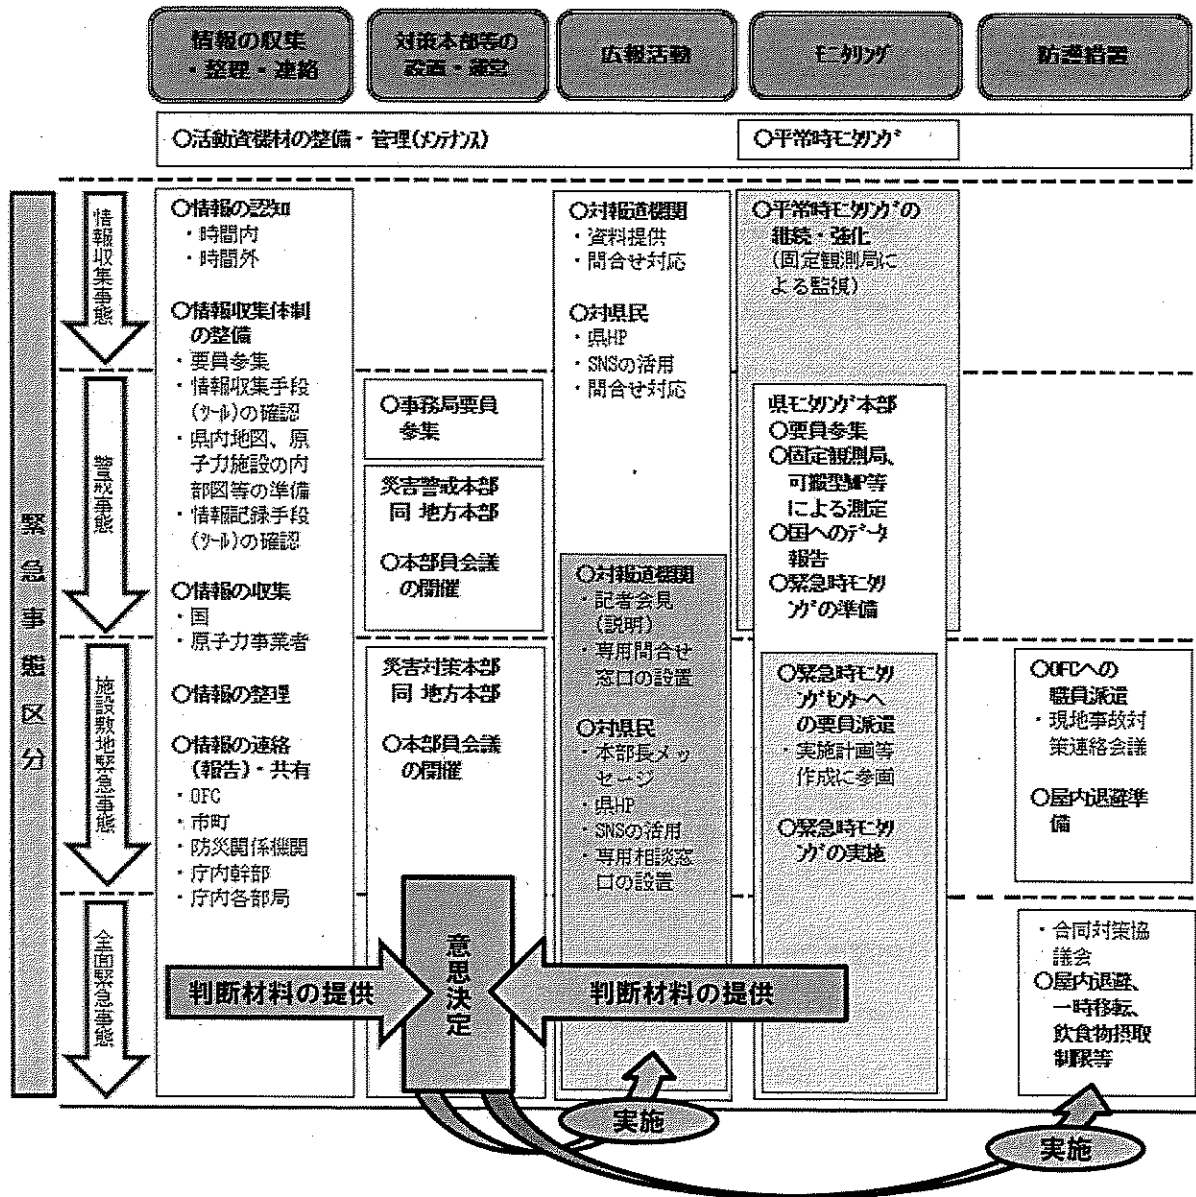 情報の収集
・整理・連絡
対策本部等の
設置・運営
広報活動
ﾓﾆﾀﾘﾝｸﾞ
防護措置
○活動資機材の整備・管理(ﾒﾝﾃﾅﾝｽ)
○平常時ﾓﾆﾀﾘﾝｸﾞ
緊急事態区分
情報収集事態
警戒事態
施設敷地緊急事態
全面緊急事態
○情報の認知
・時間内
・時間外
○情報収集体制
の整備
・要員参集
・情報収集手段
(ﾂｰﾙ)の確認
・県内地図、原
子力施設の内
部図等の準備
・情報記録手段
(ﾂｰﾙ)の確認
○情報の収集
・国
・原子力事業者
○情報の整理
○情報の連絡
(報告)・共有
・OFC
・市町
・防災関係機関
・庁内幹部
・庁内各部局
○事務局要員
参集
災害警戒本部
同 地方本部
○本部員会議
の開催
災害対策本部
同 地方本部
○本部員会議
の開催
○対報道機関
・資料提供
・問合せ対応
○対県民
・県HP
・SNSの活用
・問合せ対応
○対報道機関
・記者会見
(説明)
・専用問合せ
窓口の設置
○対県民
・本部長メッ
セージ
・県HP
・SNSの活用
・専用相談窓
口の設置
○平常時ﾓﾆﾀﾘﾝｸﾞの
継続・強化
(固定観測局に
よる監視)
県ﾓﾆﾀﾘﾝｸﾞ本部
○要員参集
○固定観測局、
可搬型MP等
による測定
○国へのﾃﾞｰﾀ
報告
○緊急時ﾓﾆﾀﾘ
ﾝｸﾞの準備
○緊急時ﾓﾆﾀﾘ
ﾝｸﾞｾﾝﾀｰへ
の要員派遣
・実施計画等
作成に参画
○緊急時ﾓﾆﾀﾘ
ﾝｸﾞの実施
○OFCへの
職員派遣
・現地事故対
策連絡会議
○屋内退避準
備
・合同対策協
議会
○屋内退避、
一時移転、
飲食物摂取
制限等
判断材料の提供
意思決定
判断材料の提供
実施
実施